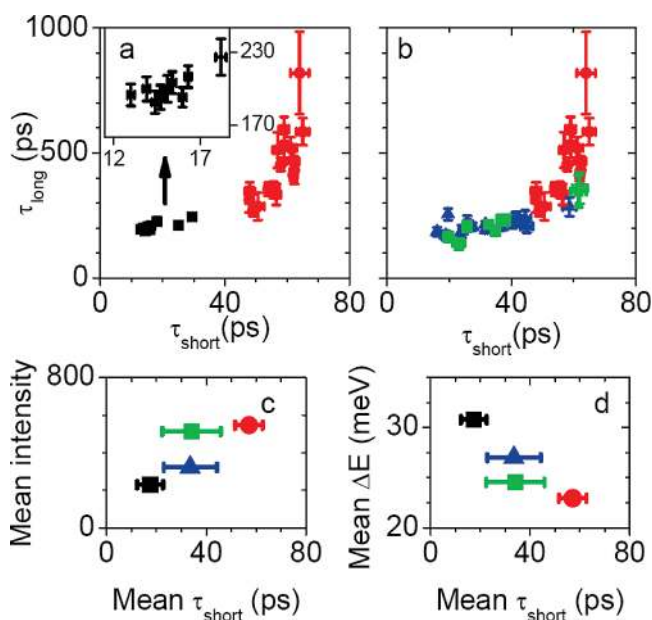 1000
a
230
170
12
17
500
0
τlong (ps)
0
40
80
τshort(ps)
b
0
40
80
τshort(ps)
800
c
0
Mean intensity
0
40
80
Mean τshort (ps)
d
30
20
Mean ΔE (meV)
0
40
80
Mean τshort (ps)